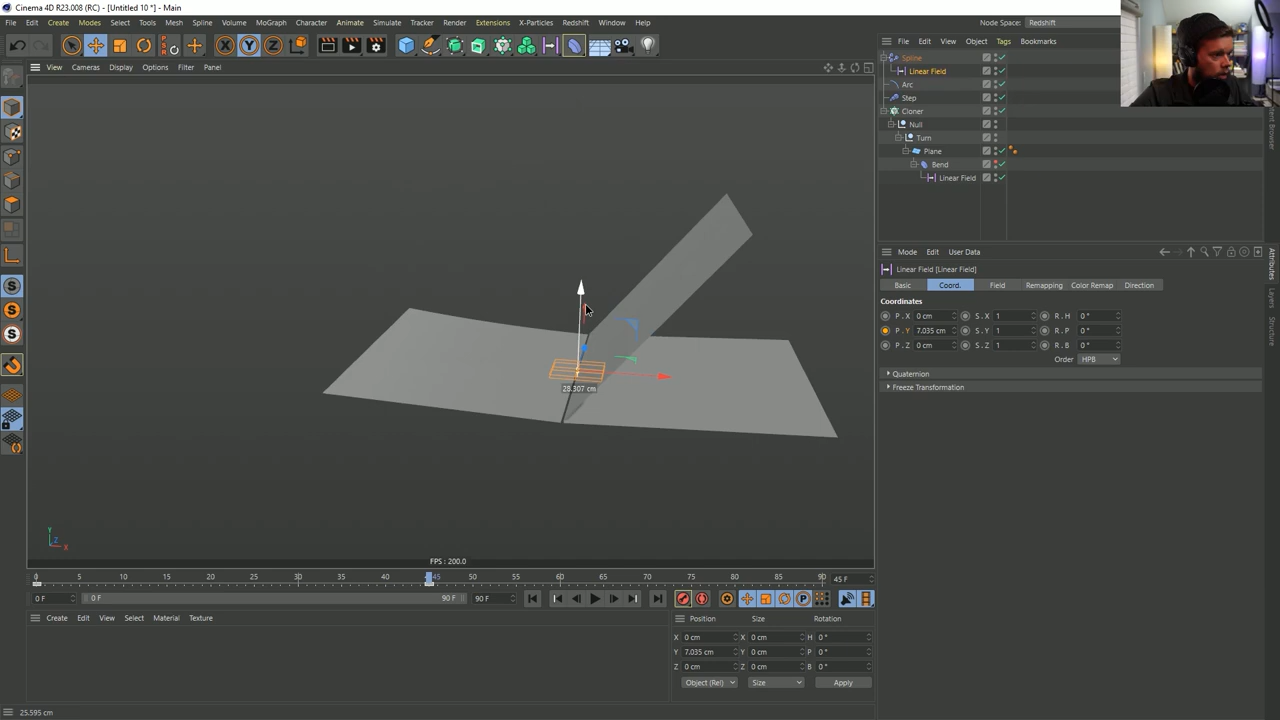 Cinema 4D R23.008 (RC) - [Untitled 10 *] - Main
File Edit Create Modes Select Tools Mesh Spline Volume MoGraph Character Animate Simulate Tracker Render Extensions X-Particles Redshift Window Help
Node Space: Redshift
File Edit View Object Tags Bookmarks
Spline
Linear Field
Arc
Step
Cloner
Null
Turn
Plane
Bend
Linear Field
View Cameras Display Options Filter Panel
28.307 cm
FPS : 200.0
Mode Edit User Data
Linear Field [Linear Field]
Basic Coord. Field Remapping Color Remap Direction
Coordinates
P . X 0 cm S . X 1 R . H 0 °
P . Y 7.035 cm S . Y 1 R . P 0 °
P . Z 0 cm S . Z 1 R . B 0 °
Order HPB
Quaternion
Freeze Transformation
Attributes
Layers
Structure
0 5 10 15 20 25 30 35 40 45 50 55 60 65 70 75 80 85 90 45 F
0 F 0 F 90 F 90 F
Create Edit View Select Material Texture
Position Size Rotation
X 0 cm X 0 cm H 0 °
Y 7.035 cm Y 0 cm P 0 °
Z 0 cm Z 0 cm B 0 °
Object (Rel) Size Apply
25.595 cm